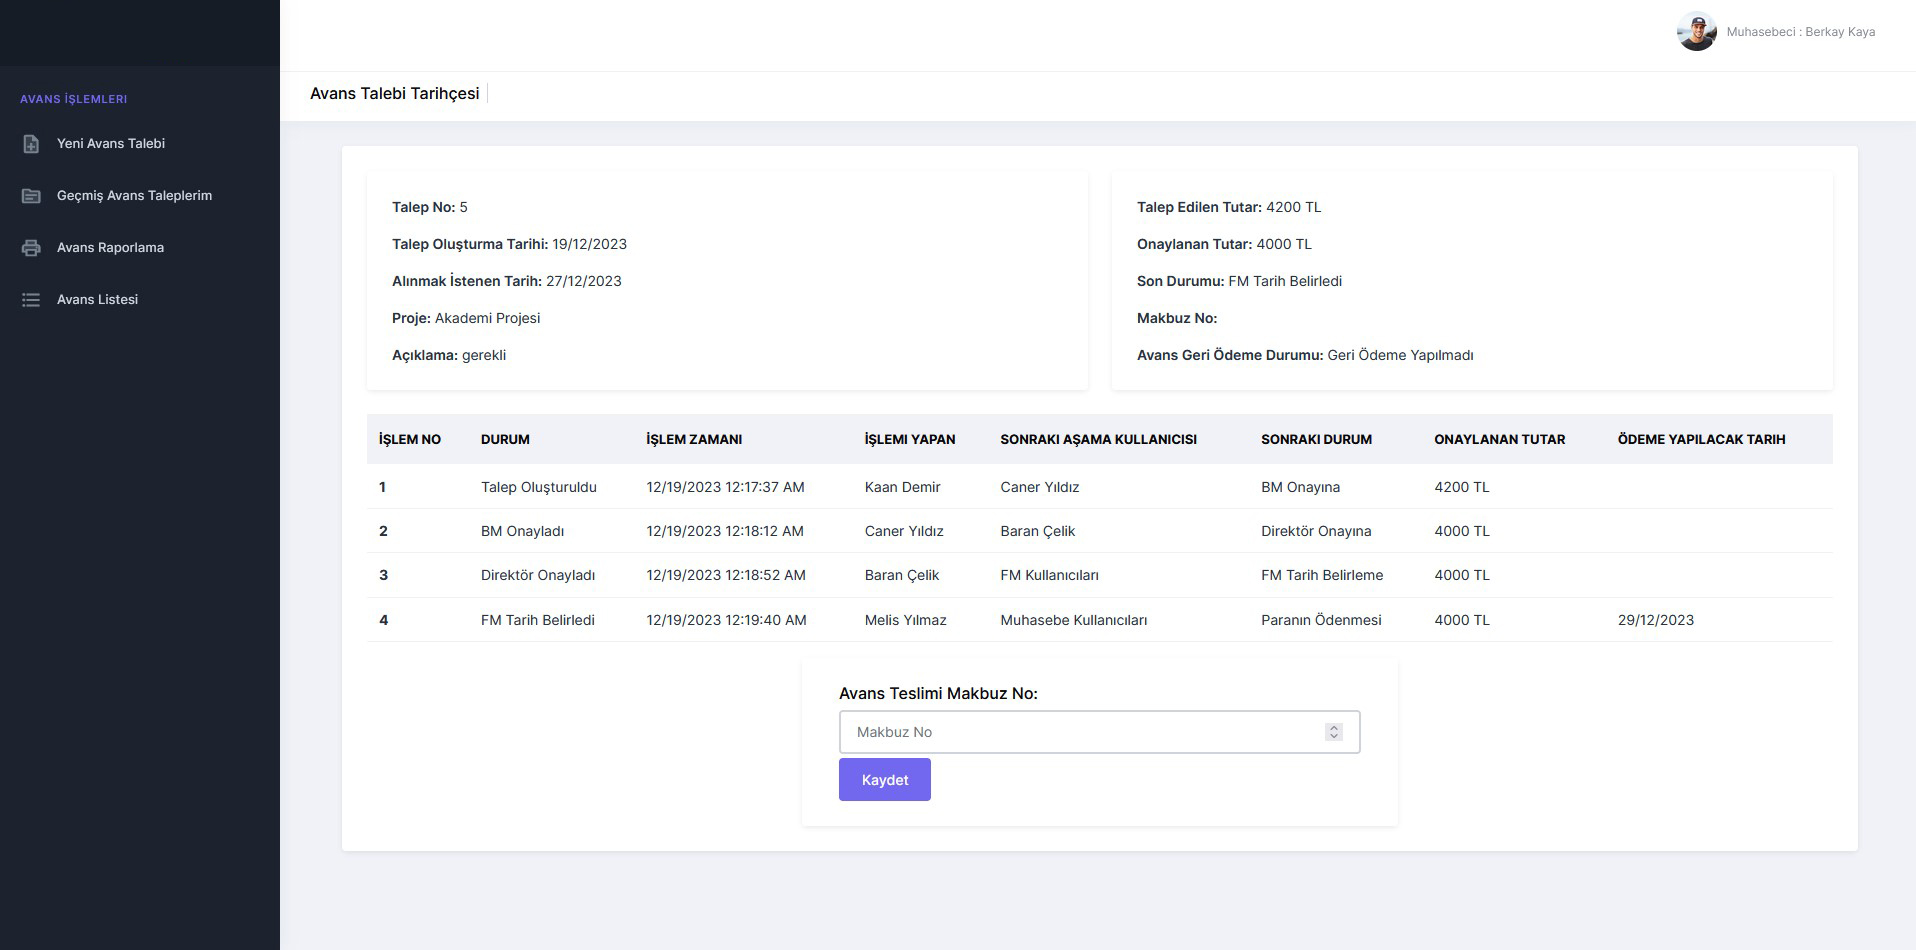 Muhasebeci : Berkay Kaya
Avans Talebi Tarihçesi
AVANS İŞLEMLERI
Yeni Avans Talebi
Geçmiş Avans Taleplerim
Avans Raporlama
Avans Listesi
Talep No: 5
Talep Oluşturma Tarihi: 19/12/2023
Alınmak İstenen Tarih: 27/12/2023
Proje: Akademi Projesi
Açıklama: gerekli
Talep Edilen Tutar: 4200 TL
Onaylanan Tutar: 4000 TL
Son Durumu: FM Tarih Belirledi
Makbuz No:
Avans Geri Ödeme Durumu: Geri Ödeme Yapılmadı
İŞLEM NO DURUM İŞLEM ZAMANI İŞLEMI YAPAN SONRAKI AŞAMA KULLANICISI SONRAKI DURUM ONAYLANAN TUTAR ÖDEME YAPILACAK TARIH
1 Talep Oluşturuldu 12/19/2023 12:17:37 AM Kaan Demir Caner Yıldız BM Onayına 4200 TL
2 BM Onayladı 12/19/2023 12:18:12 AM Caner Yıldız Baran Çelik Direktör Onayına 4000 TL
3 Direktör Onayladı 12/19/2023 12:18:52 AM Baran Çelik FM Kullanıcıları FM Tarih Belirleme 4000 TL
4 FM Tarih Belirledi 12/19/2023 12:19:40 AM Melis Yılmaz Muhasebe Kullanıcıları Paranın Ödenmesi 4000 TL 29/12/2023
Avans Teslimi Makbuz No:
Makbuz No
Kaydet